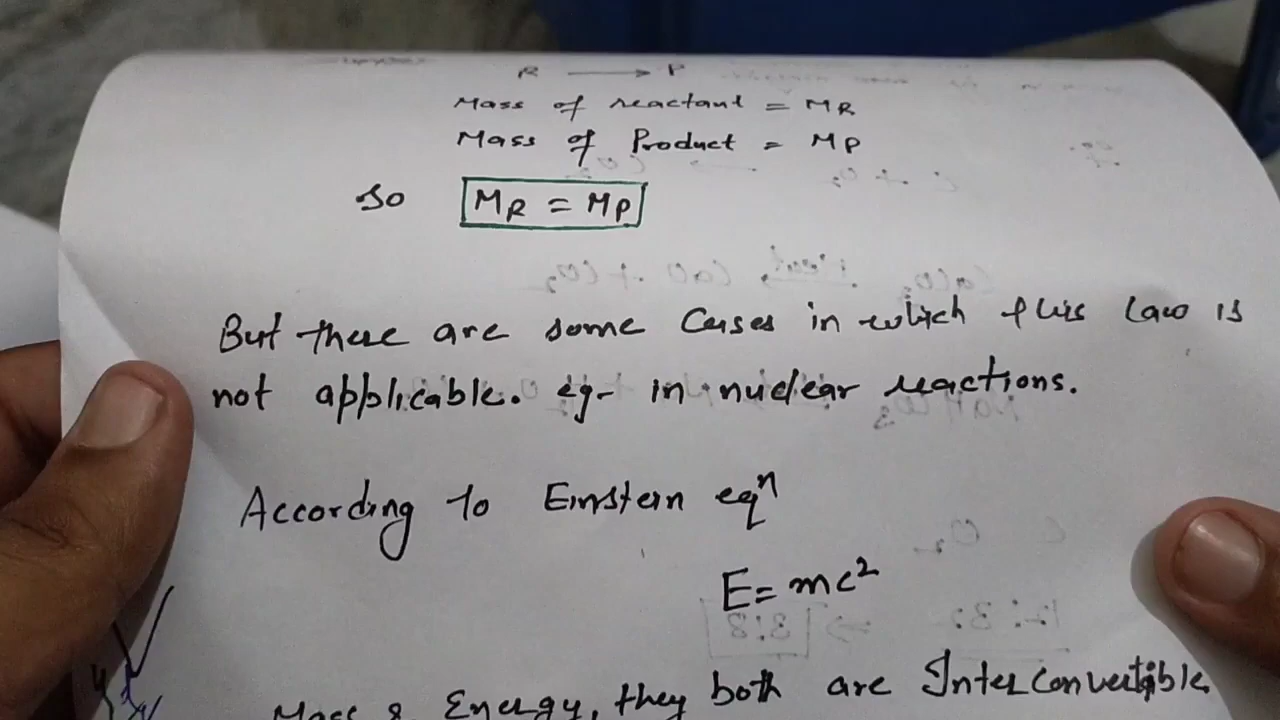 R → P
Mass of reactant = MR
Mass of Product = MP
So MR = MP
But there are some Cases in which this law is
not applicable. eg- in nuclear reactions.
According to Einstein eqⁿ
E = mc²
Mass & Energy, they both are Interconvertible